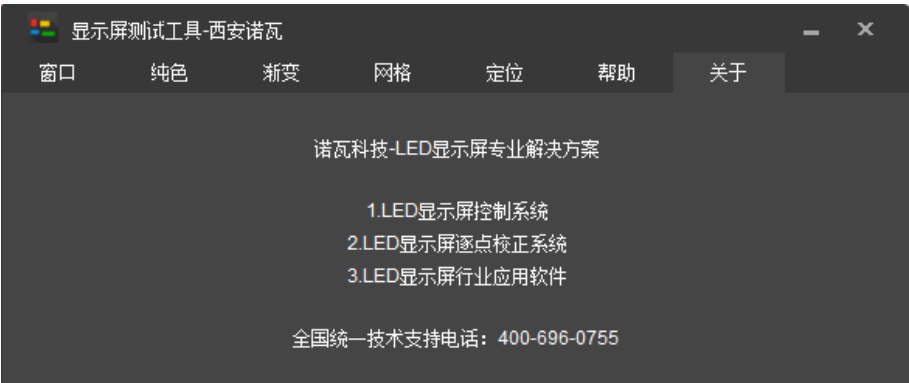 显示屏测试工具-西安诺瓦
窗口 纯色 渐变 网格 定位 帮助 关于
诺瓦科技-LED显示屏专业解决方案
1.LED显示屏控制系统
2.LED显示屏逐点校正系统
3.LED显示屏行业应用软件
全国统一技术支持电话：400-696-0755